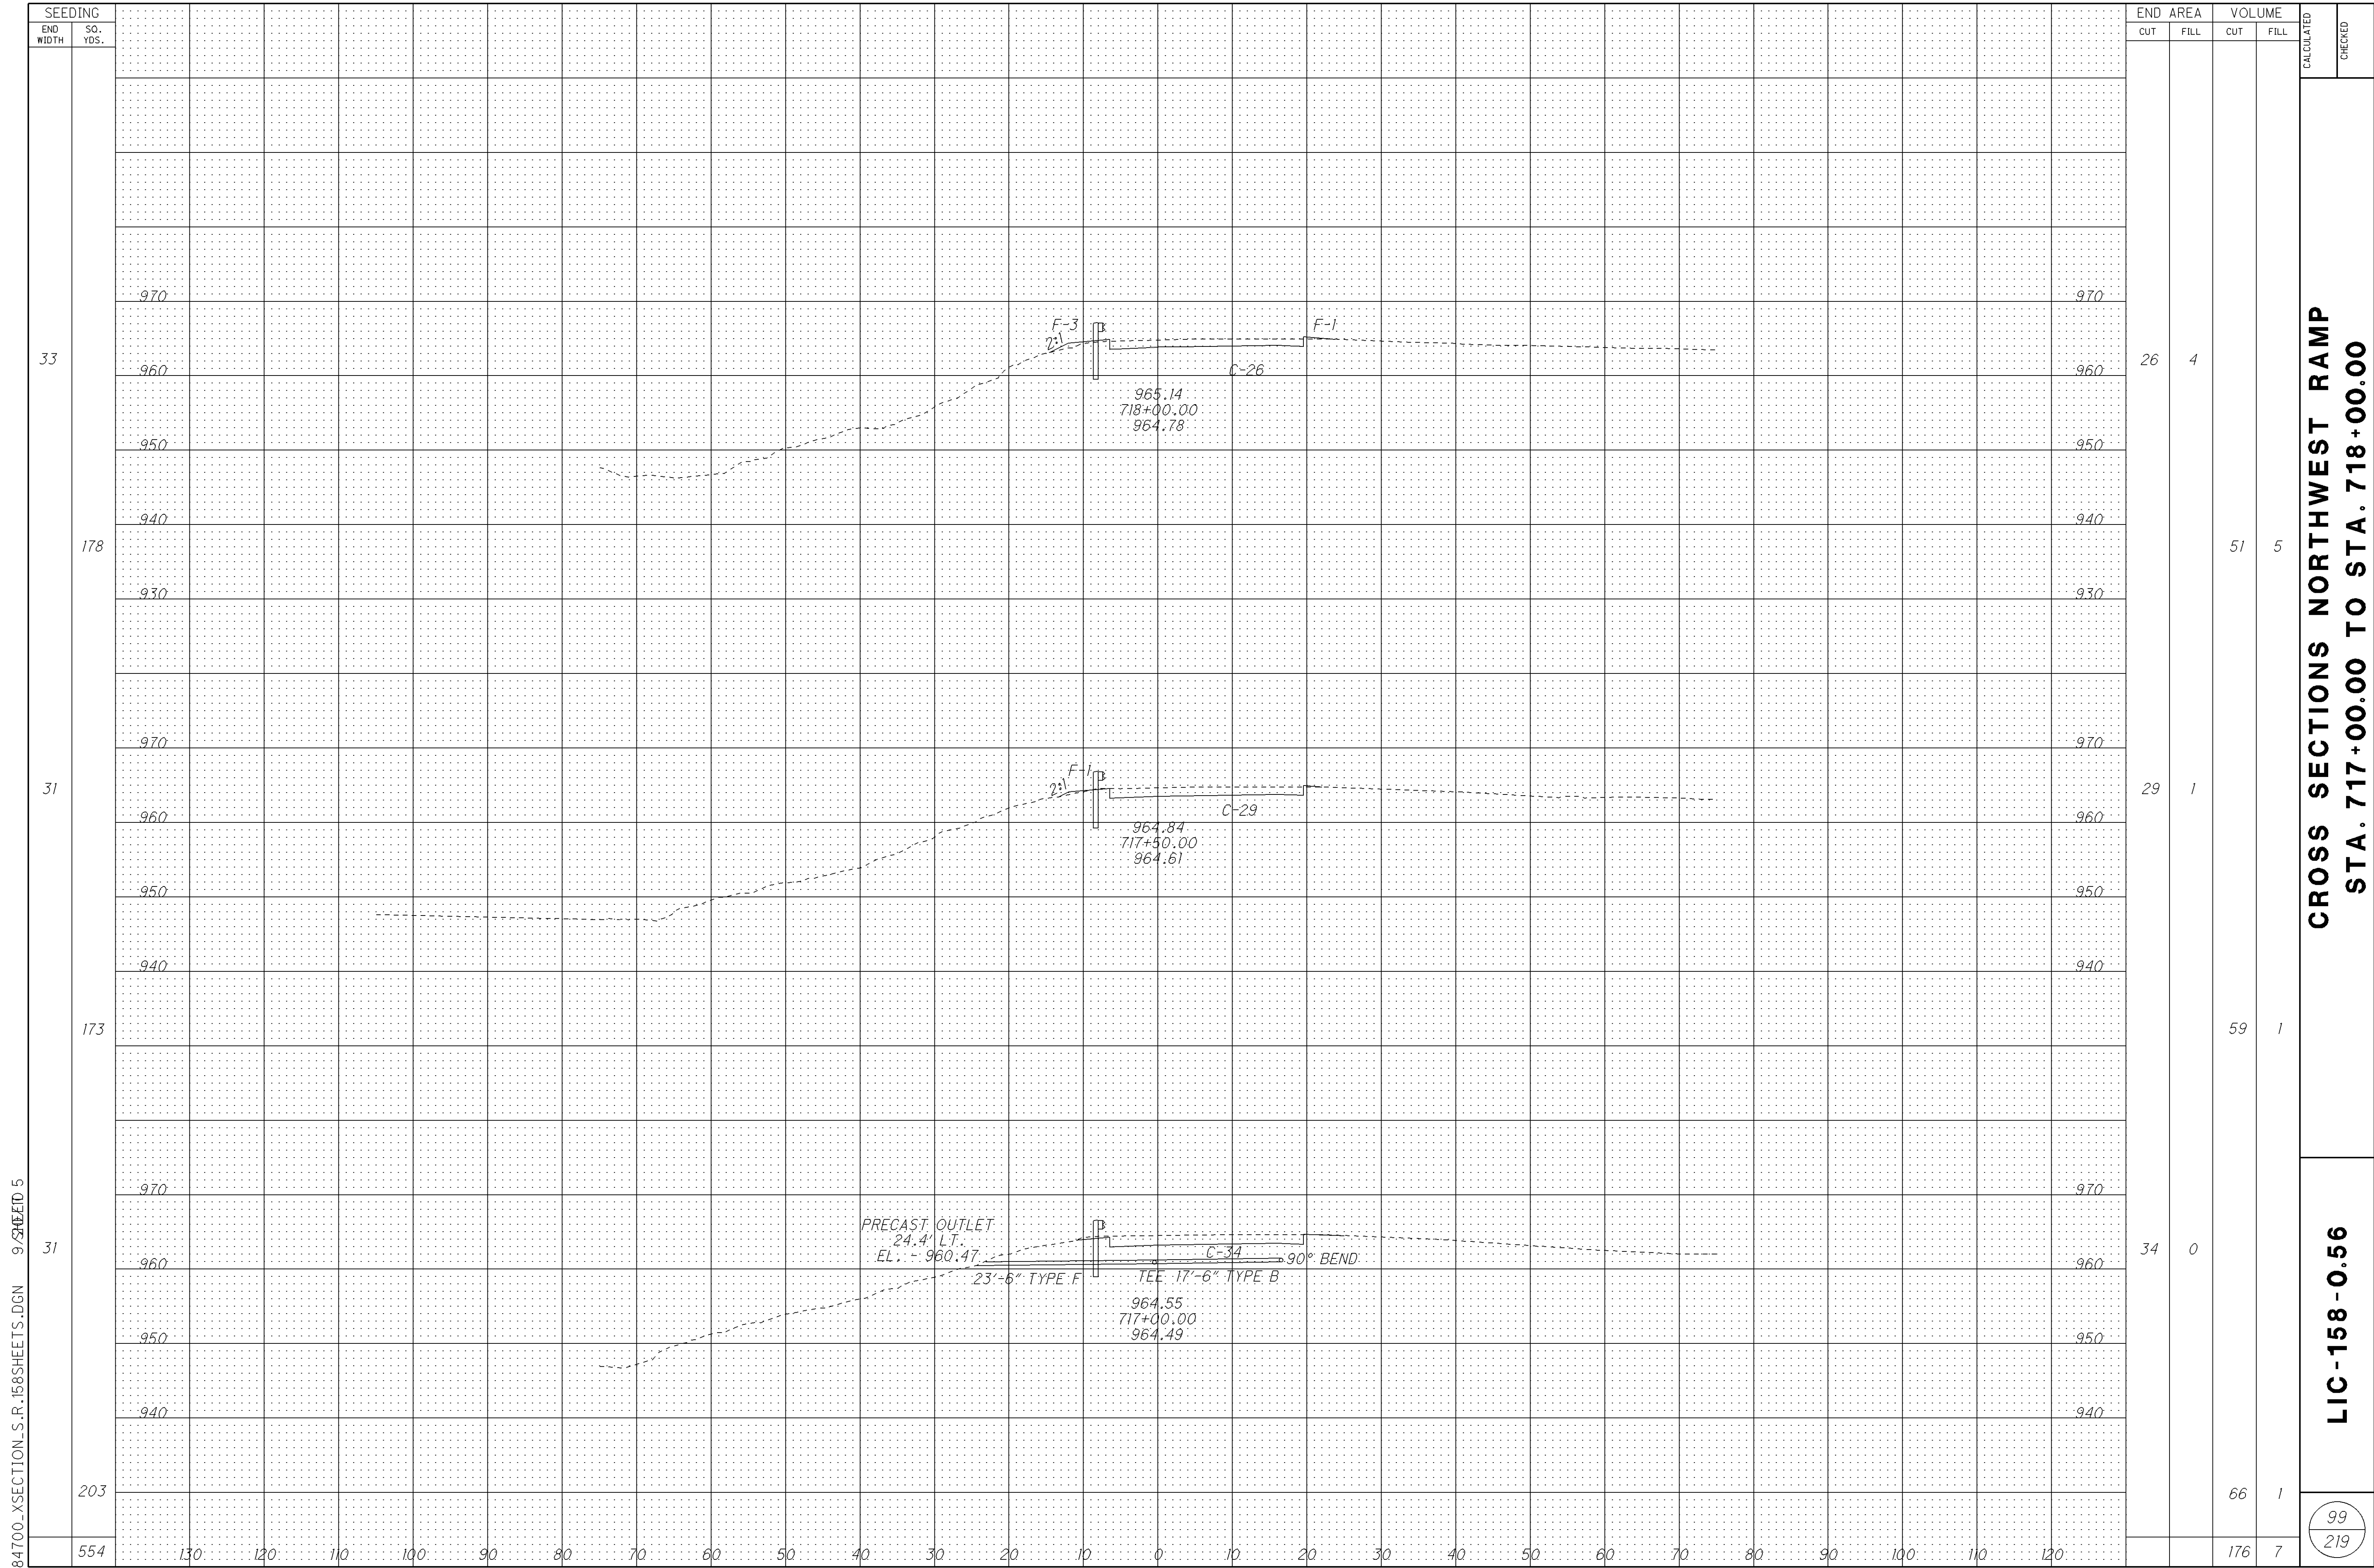 SEEDING
END WIDTH
SQ. YDS.
END AREA
VOLUME
CUT FILL CUT FILL
CALCULATED
CHECKED
970 970
F-3 F-1
2:1
33
26 4
960 960
C-26
965.14
718+00.00
964.78
950 950
940 940
178
51 5
930 930
970 970
F-1
2:1
31
29 1
960 960
C-29
964.84
717+50.00
964.61
950 950
940 940
173
59 1
970 970
PRECAST OUTLET
24.4' LT.
EL. - 960.47
31
34 0
C-34
90° BEND
960 960
23'-6" TYPE F
TEE 17'-6" TYPE B
964.55
717+00.00
964.49
950 950
940 940
203
66 1
554
130 120 110 100 90 80 70 60 50 40 30 20 10 0 10 20 30 40 50 60 70 80 90 100 110 120
176 7
CROSS SECTIONS NORTHWEST RAMP
STA. 717+00.00 TO STA. 718+00.00
LIC-158-0.56
99
219
84700_XSECTION_S.R.158SHEETS.DGN